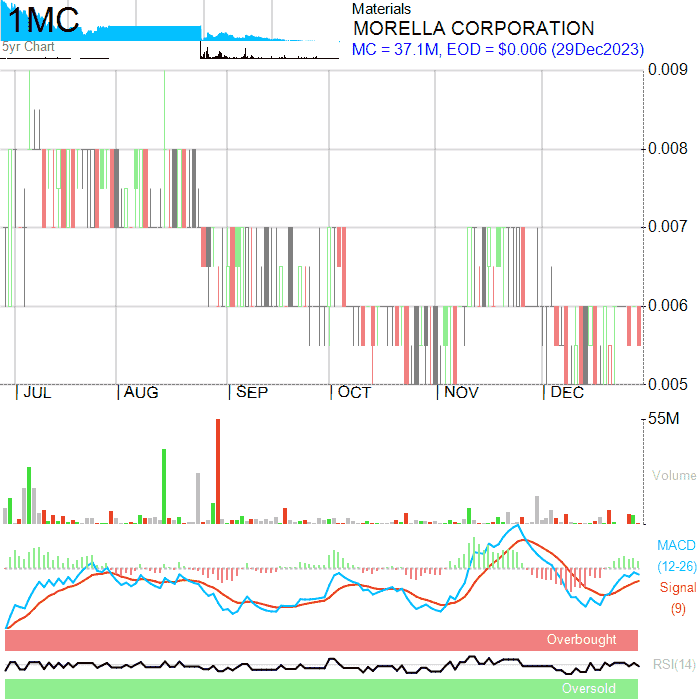 1MC
5yr Chart
Materials
MORELLA CORPORATION
MC = 37.1M, EOD = $0.006 (29Dec2023)
0.009
0.008
0.007
0.006
0.005
JUL AUG SEP OCT NOV DEC
55M
Volume
MACD
(12-26)
Signal
(9)
Overbought
RSI(14)
Oversold